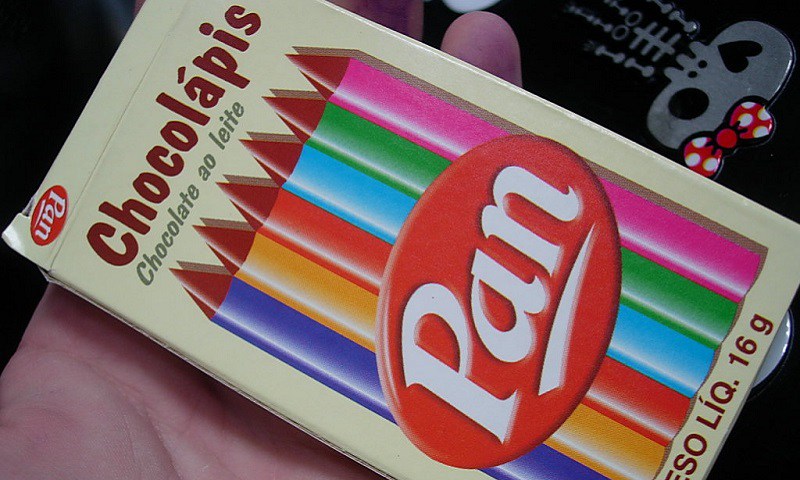 Chocolápis
Chocolate ao leite
Pan
Pan
ESO LÍQ. 16 g